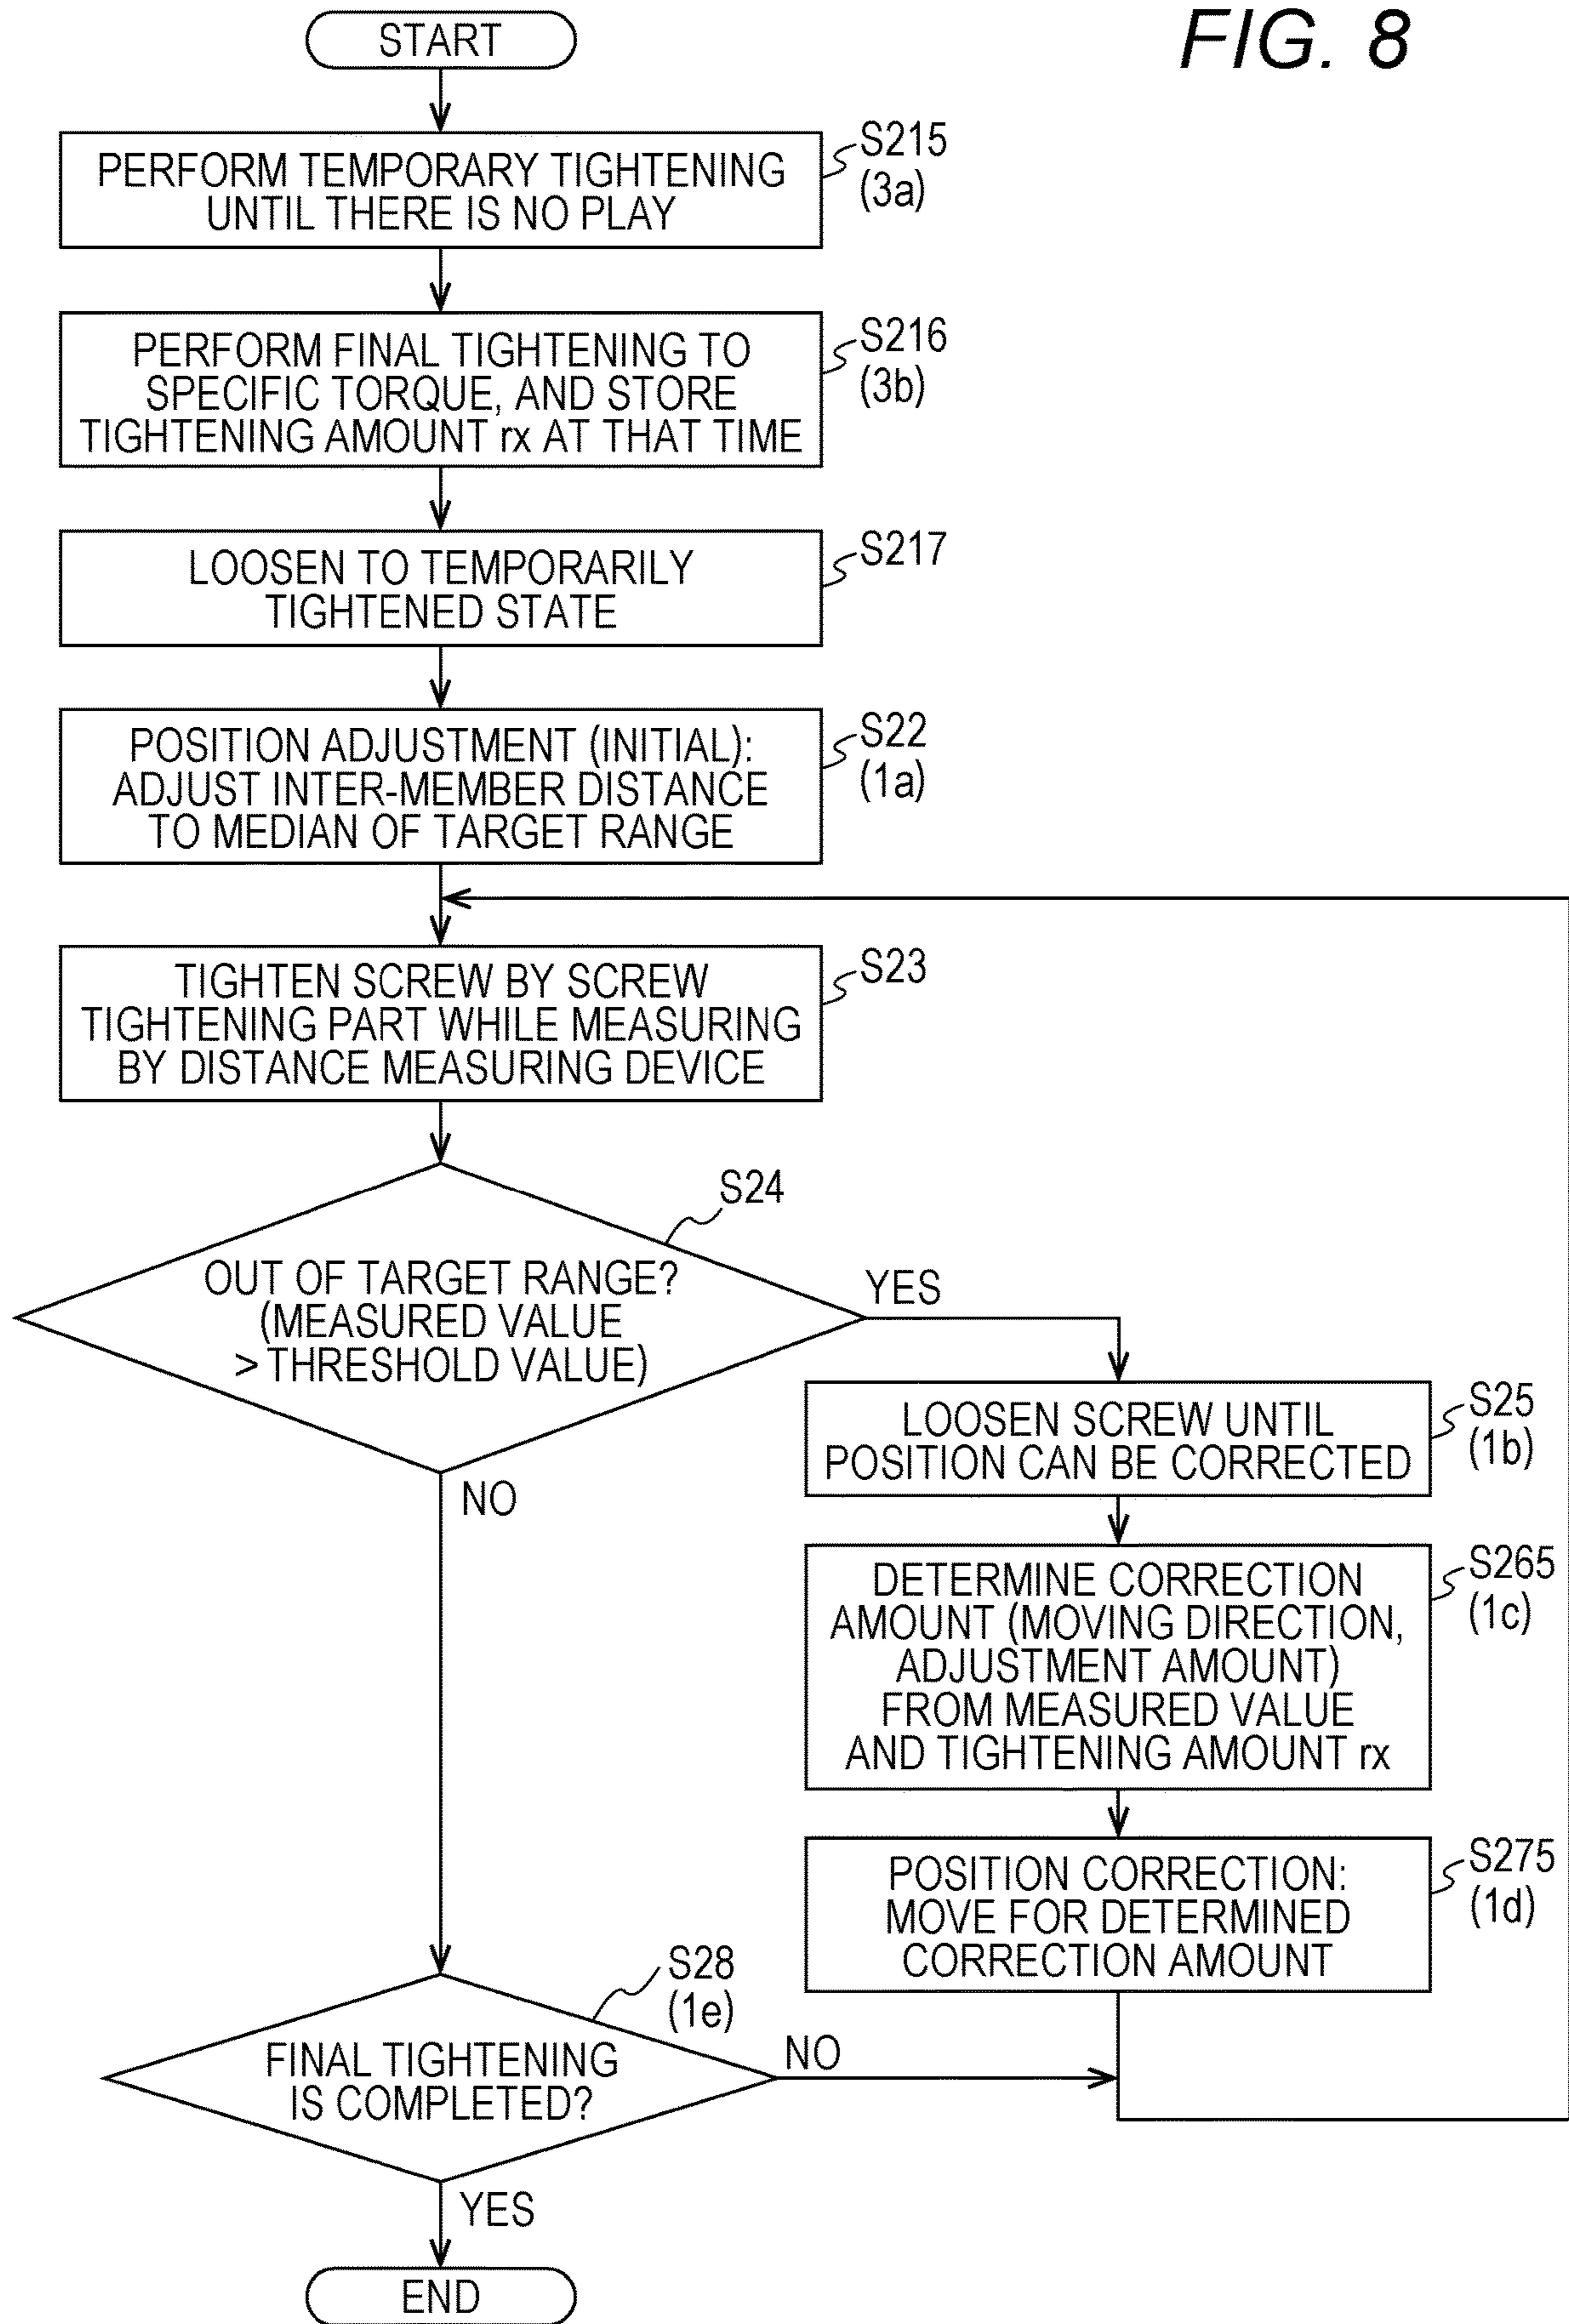 FIG. 8
START
PERFORM TEMPORARY TIGHTENING
UNTIL THERE IS NO PLAY
S215
(3a)
PERFORM FINAL TIGHTENING TO
SPECIFIC TORQUE, AND STORE
TIGHTENING AMOUNT rx AT THAT TIME
S216
(3b)
LOOSEN TO TEMPORARILY
TIGHTENED STATE
S217
POSITION ADJUSTMENT (INITIAL):
ADJUST INTER-MEMBER DISTANCE
TO MEDIAN OF TARGET RANGE
S22
(1a)
TIGHTEN SCREW BY SCREW
TIGHTENING PART WHILE MEASURING
BY DISTANCE MEASURING DEVICE
S23
S24
OUT OF TARGET RANGE?
(MEASURED VALUE
> THRESHOLD VALUE)
YES
NO
LOOSEN SCREW UNTIL
POSITION CAN BE CORRECTED
S25
(1b)
DETERMINE CORRECTION
AMOUNT (MOVING DIRECTION,
ADJUSTMENT AMOUNT)
FROM MEASURED VALUE
AND TIGHTENING AMOUNT rx
S265
(1c)
POSITION CORRECTION:
MOVE FOR DETERMINED
CORRECTION AMOUNT
S275
(1d)
S28
(1e)
FINAL TIGHTENING
IS COMPLETED?
NO
YES
END